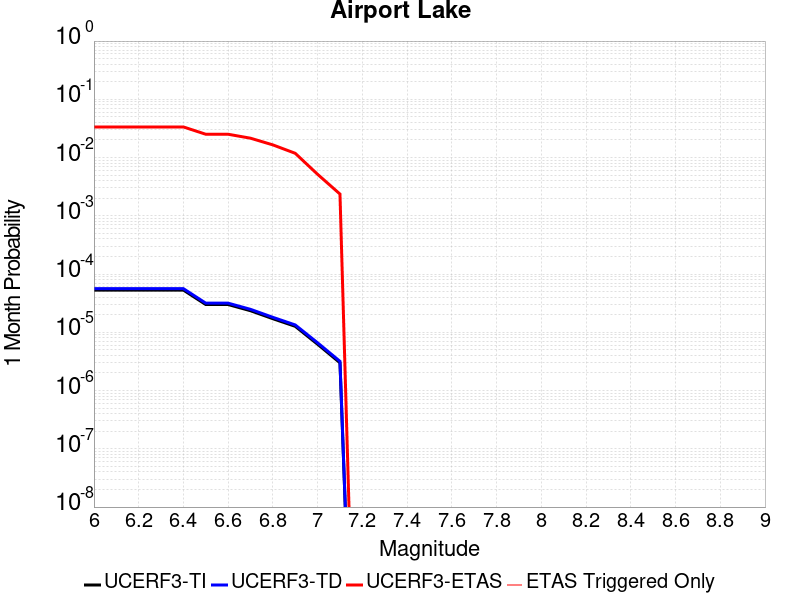 Airport Lake
10^0
10^-1
10^-2
10^-3
10^-4
10^-5
10^-6
10^-7
10^-8
1 Month Probability
6 6.2 6.4 6.6 6.8 7 7.2 7.4 7.6 7.8 8 8.2 8.4 8.6 8.8 9
Magnitude
UCERF3-TI UCERF3-TD UCERF3-ETAS ETAS Triggered Only